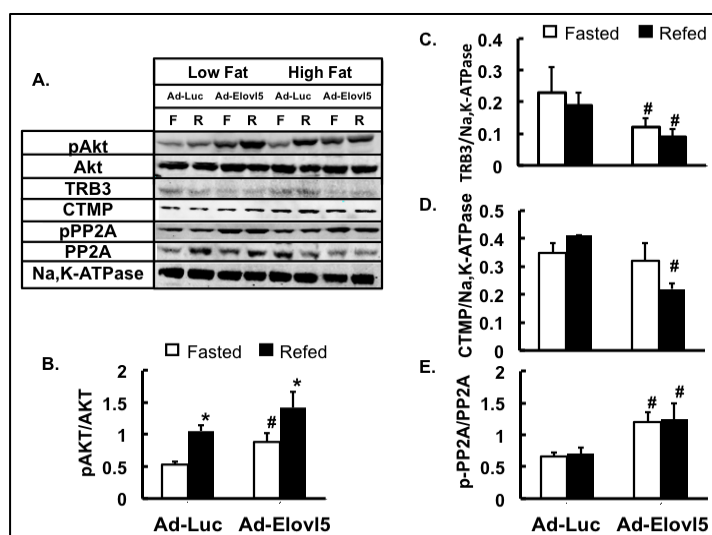 A.
Low Fat High Fat
Ad-Luc Ad-Elovl5 Ad-Luc Ad-Elovl5
F R F R F R F R
pAkt
Akt
TRB3
CTMP
pPP2A
PP2A
Na,K-ATPase
B.
Fasted Refed
pAKT/AKT
2
1.5
1
0.5
0
*
#
*
Ad-Luc Ad-Elovl5
C.
Fasted Refed
TRB3/Na,K-ATPase
0.4
0.3
0.2
0.1
0
# #
D.
CTMP/Na,K-ATPase
0.5
0.4
0.3
0.2
0.1
0
#
E.
p-PP2A/PP2A
2
1.5
1
0.5
0
# #
Ad-Luc Ad-Elovl5